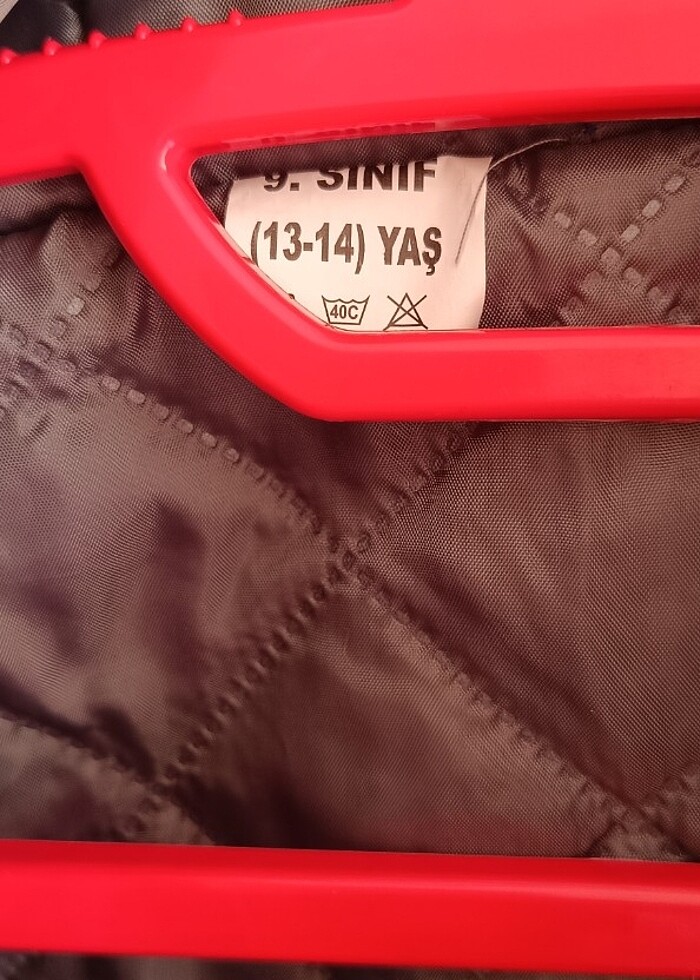 9. SINIF
(13-14) YAŞ
40C